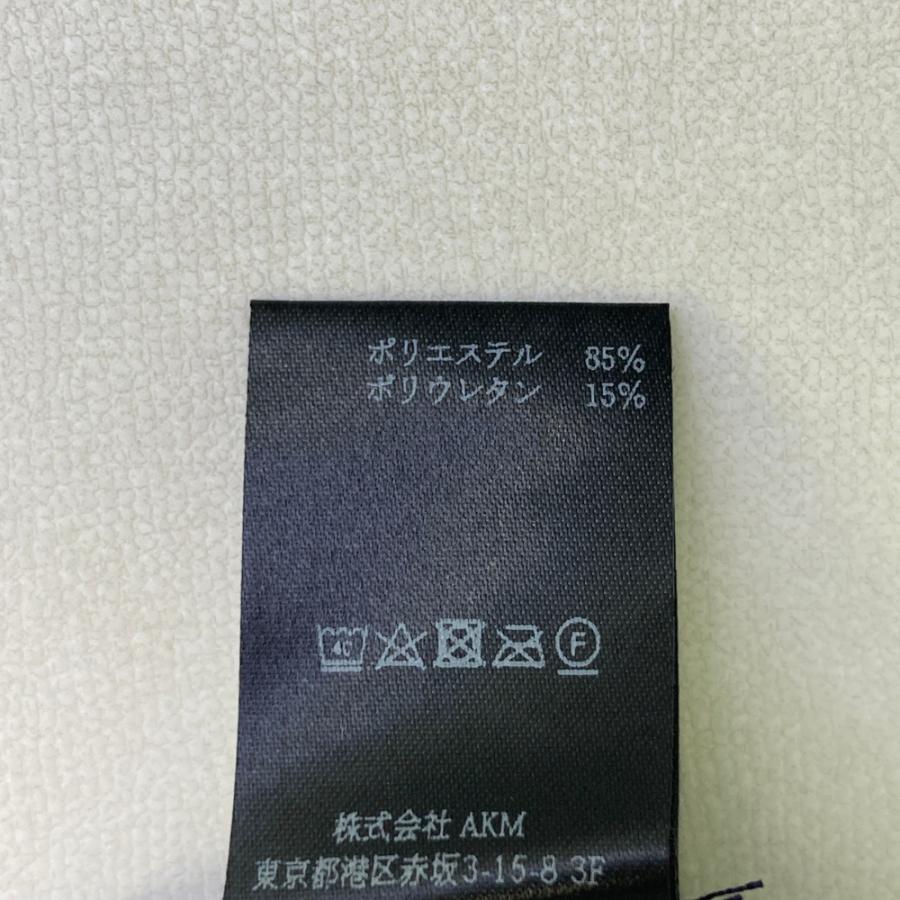 ポリエステル 85%
ポリウレタン 15%
40 F
株式会社 AKM
東京都港区赤坂3-15-8 3F